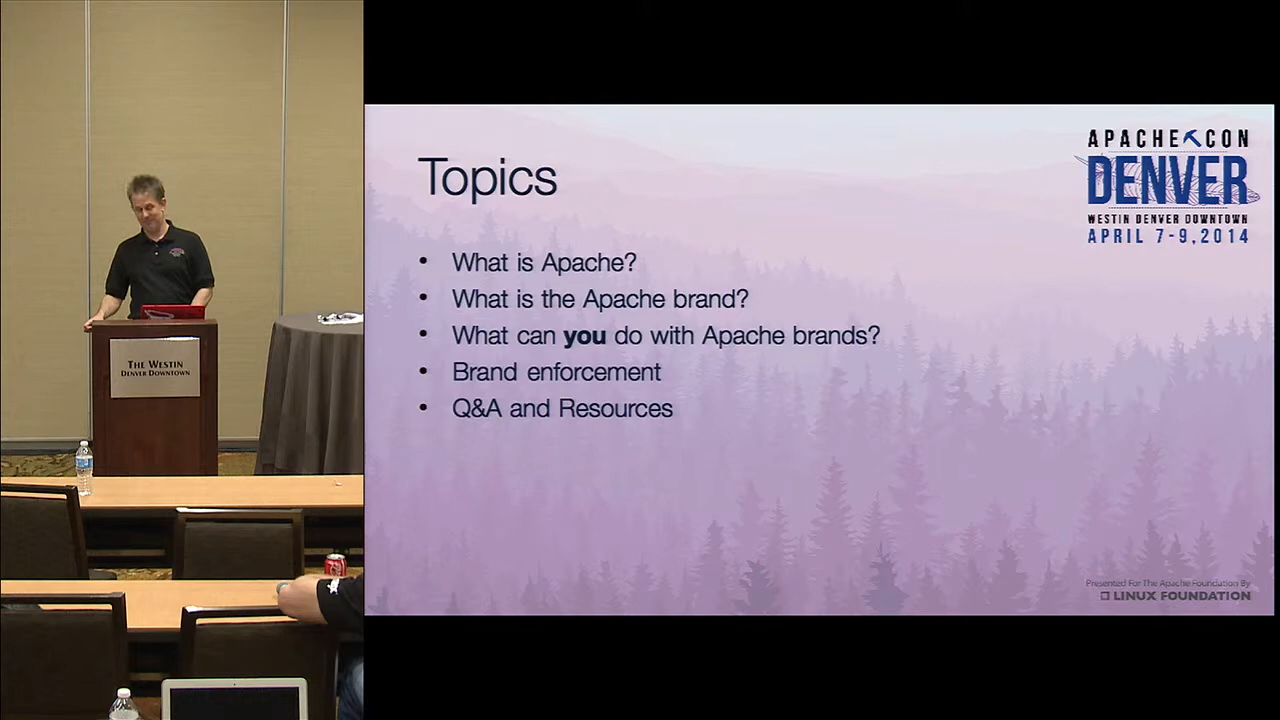 THE WESTIN
DENVER DOWNTOWN
Topics
• What is Apache?
• What is the Apache brand?
• What can you do with Apache brands?
• Brand enforcement
• Q&A and Resources
APACHE CON
DENVER
WESTIN DENVER DOWNTOWN
APRIL 7-9, 2014
Presented For The Apache Foundation By
LINUX FOUNDATION